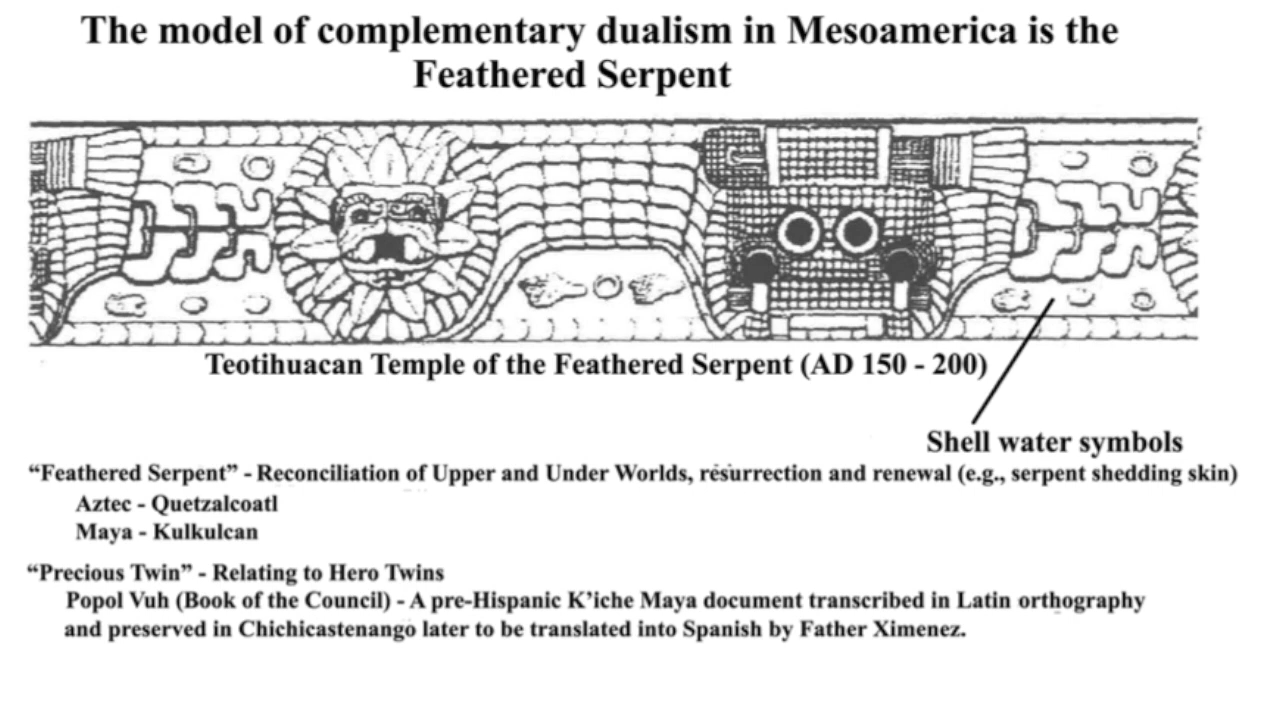 The model of complementary dualism in Mesoamerica is the
Feathered Serpent
Teotihuacan Temple of the Feathered Serpent (AD 150 - 200)
Shell water symbols
“Feathered Serpent” - Reconciliation of Upper and Under Worlds, resurrection and renewal (e.g., serpent shedding skin)
Aztec - Quetzalcoatl
Maya - Kulkulcan
“Precious Twin” - Relating to Hero Twins
Popol Vuh (Book of the Council) - A pre-Hispanic K’iche Maya document transcribed in Latin orthography
and preserved in Chichicastenango later to be translated into Spanish by Father Ximenez.